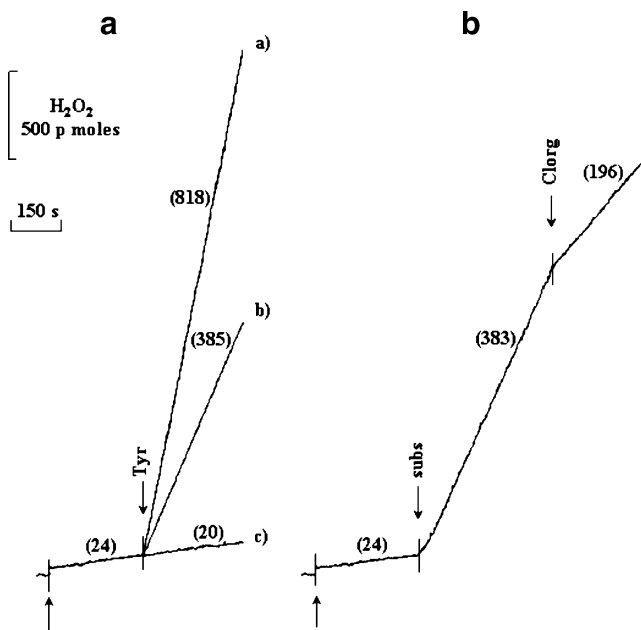 a
b
a)
H₂O₂
500 p moles
150 s
(818)
b)
(385)
Tyr
(24)
(20)
c)
Clorg
(196)
(383)
subs
(24)